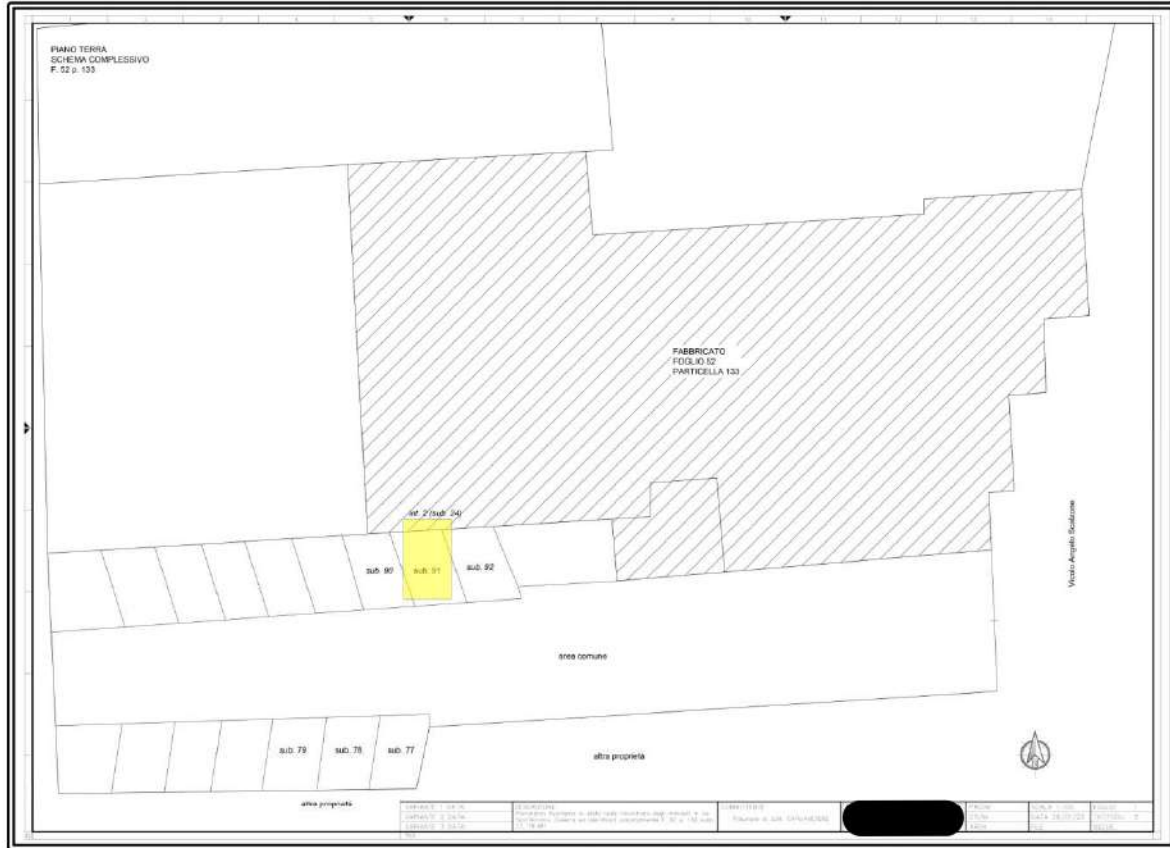 PIANO TERRA
SCHEMA COMPLESSIVO
F. 52 p. 133
FABBRICATO
FOGLIO 52
PARTICELLA 133
int. 2 (sub. 24)
sub. 90
sub. 91
sub. 92
Vicolo Angelo Scalzone
area comune
sub. 79
sub. 78
sub. 77
altra proprietà
altra proprietà